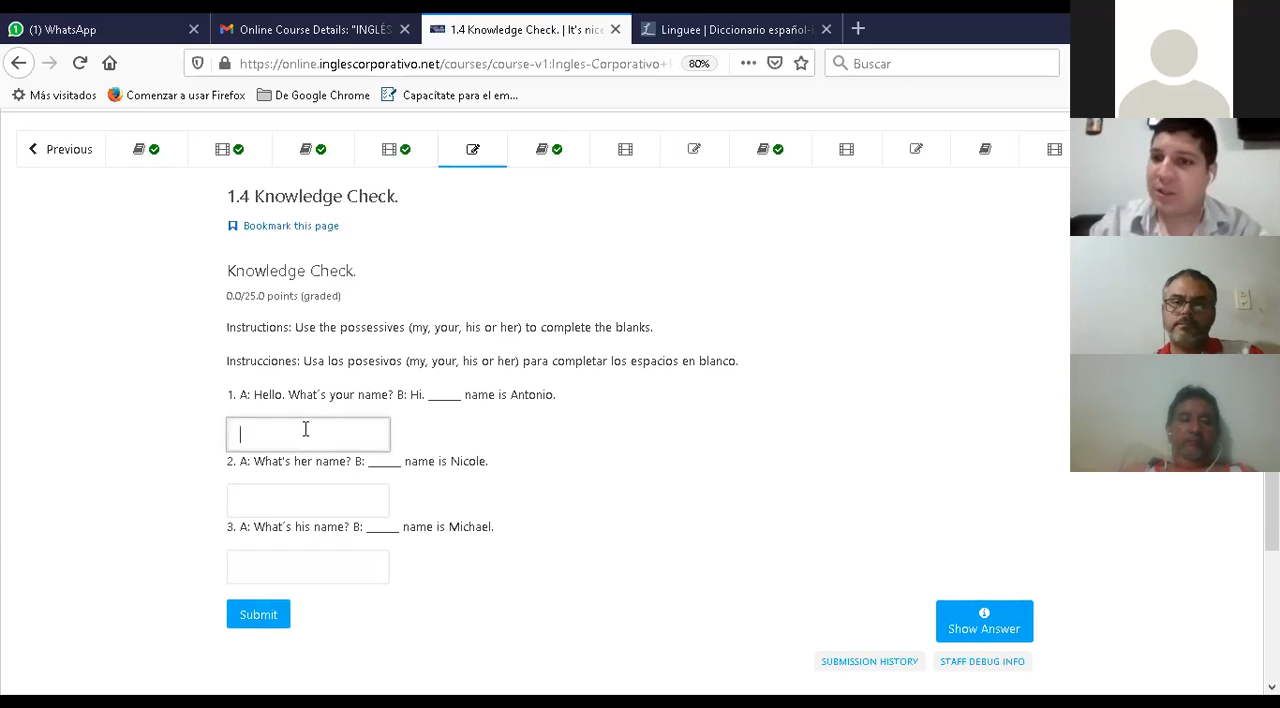 (1) WhatsApp
Online Course Details: "INGLÉS
1.4 Knowledge Check. | It's nice
Linguee | Diccionario español-i
https://online.inglescorporativo.net/courses/course-v1:Ingles-Corporativo+
80%
Buscar
Más visitados
Comenzar a usar Firefox
De Google Chrome
Capacítate para el em...
Previous
1.4 Knowledge Check.
Bookmark this page
Knowledge Check.
0.0/25.0 points (graded)
Instructions: Use the possessives (my, your, his or her) to complete the blanks.
Instrucciones: Usa los posesivos (my, your, his or her) para completar los espacios en blanco.
1. A: Hello. What´s your name? B: Hi. _____ name is Antonio.
2. A: What's her name? B: _____ name is Nicole.
3. A: What´s his name? B: _____ name is Michael.
Submit
Show Answer
SUBMISSION HISTORY
STAFF DEBUG INFO